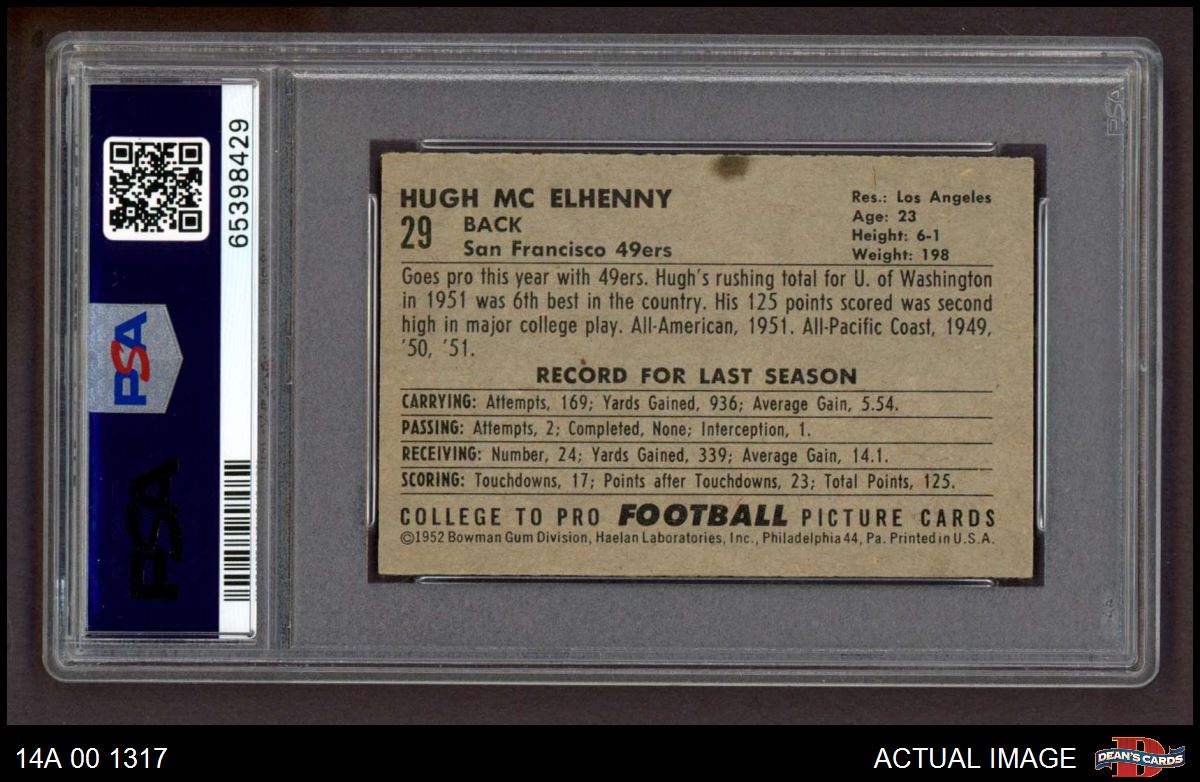 65398429
PSA
PSA
PSA
HUGH MC ELHENNY
29
BACK
San Francisco 49ers
Res.: Los Angeles
Age: 23
Height: 6-1
Weight: 198
Goes pro this year with 49ers. Hugh's rushing total for U. of Washington
in 1951 was 6th best in the country. His 125 points scored was second
high in major college play. All-American, 1951. All-Pacific Coast, 1949,
'50, '51.
RECORD FOR LAST SEASON
CARRYING: Attempts, 169; Yards Gained, 936; Average Gain, 5.54.
PASSING: Attempts, 2; Completed, None; Interception, 1.
RECEIVING: Number, 24; Yards Gained, 339; Average Gain, 14.1.
SCORING: Touchdowns, 17; Points after Touchdowns, 23; Total Points, 125.
COLLEGE TO PRO FOOTBALL PICTURE CARDS
©1952 Bowman Gum Division, Haelan Laboratories, Inc., Philadelphia 44, Pa. Printed in U.S.A.
14A 00 1317
ACTUAL IMAGE
D
DEAN'S CARDS